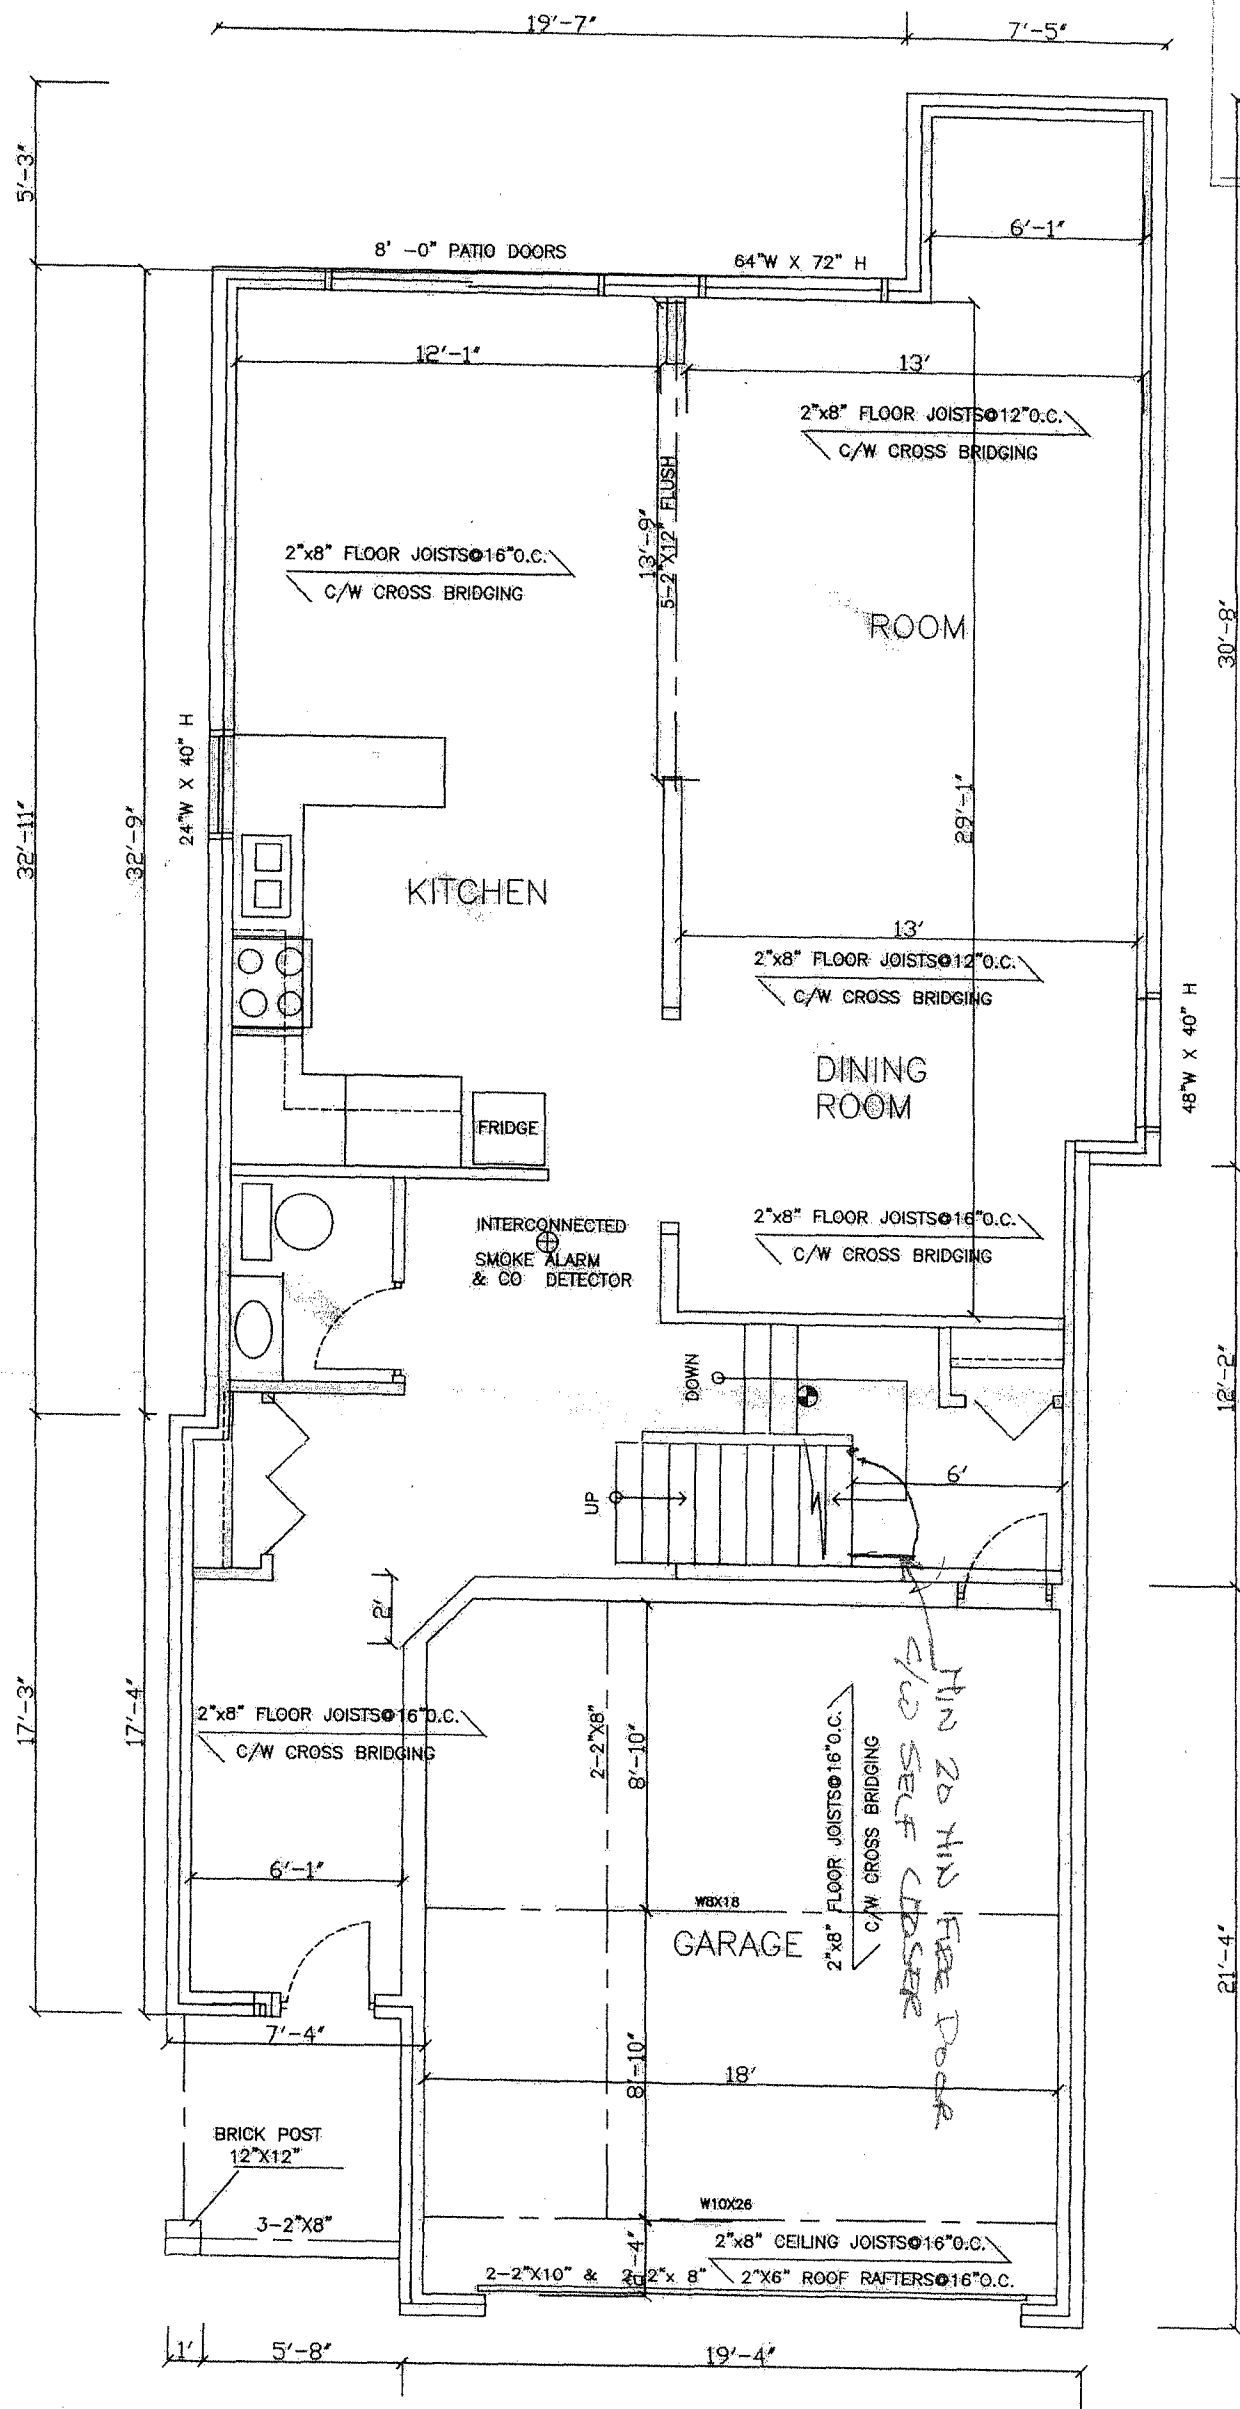 19'-7"
7'-5"
5'-3"
8' -0" PATIO DOORS
64"W X 72" H
6'-1"
12'-1"
13'
2"x8" FLOOR JOISTS@12"O.C.
C/W CROSS BRIDGING
13'-9"
5-2"X12" FLUSH
2"x8" FLOOR JOISTS@16"O.C.
C/W CROSS BRIDGING
ROOM
30'-8"
24"W X 40" H
32'-11"
32'-9"
29'-1"
KITCHEN
13'
2"x8" FLOOR JOISTS@12"O.C.
C/W CROSS BRIDGING
48"W X 40" H
DINING
ROOM
FRIDGE
INTERCONNECTED
SMOKE ALARM
& CO DETECTOR
2"x8" FLOOR JOISTS@16"O.C.
C/W CROSS BRIDGING
DOWN
12'-2"
UP
6'
2'
MIN 20 MIN FIRE DOOR
C/W SELF CLOSER
17'-3"
17'-4"
2"x8" FLOOR JOISTS@16"O.C.
C/W CROSS BRIDGING
2-2"X8"
8'-10"
2"x8" FLOOR JOISTS@16"O.C.
C/W CROSS BRIDGING
6'-1"
W8X18
GARAGE
21'-4"
7'-4"
8'-10"
18'
BRICK POST
12"X12"
3-2"X8"
W10X26
2"x8" CEILING JOISTS@16"O.C.
2"X6" ROOF RAFTERS@16"O.C.
2-2"X10" & 2-2"x 8"
1'
5'-8"
19'-4"